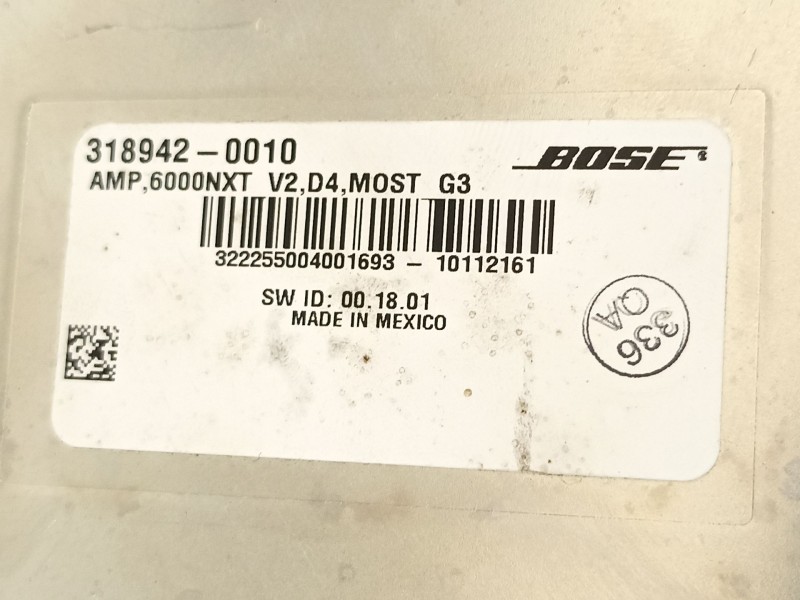 318942-0010
BOSE®
AMP,6000NXT V2,D4,MOST G3
322255004001693-10112161
SW ID: 00.18.01
MADE IN MEXICO
336
QA